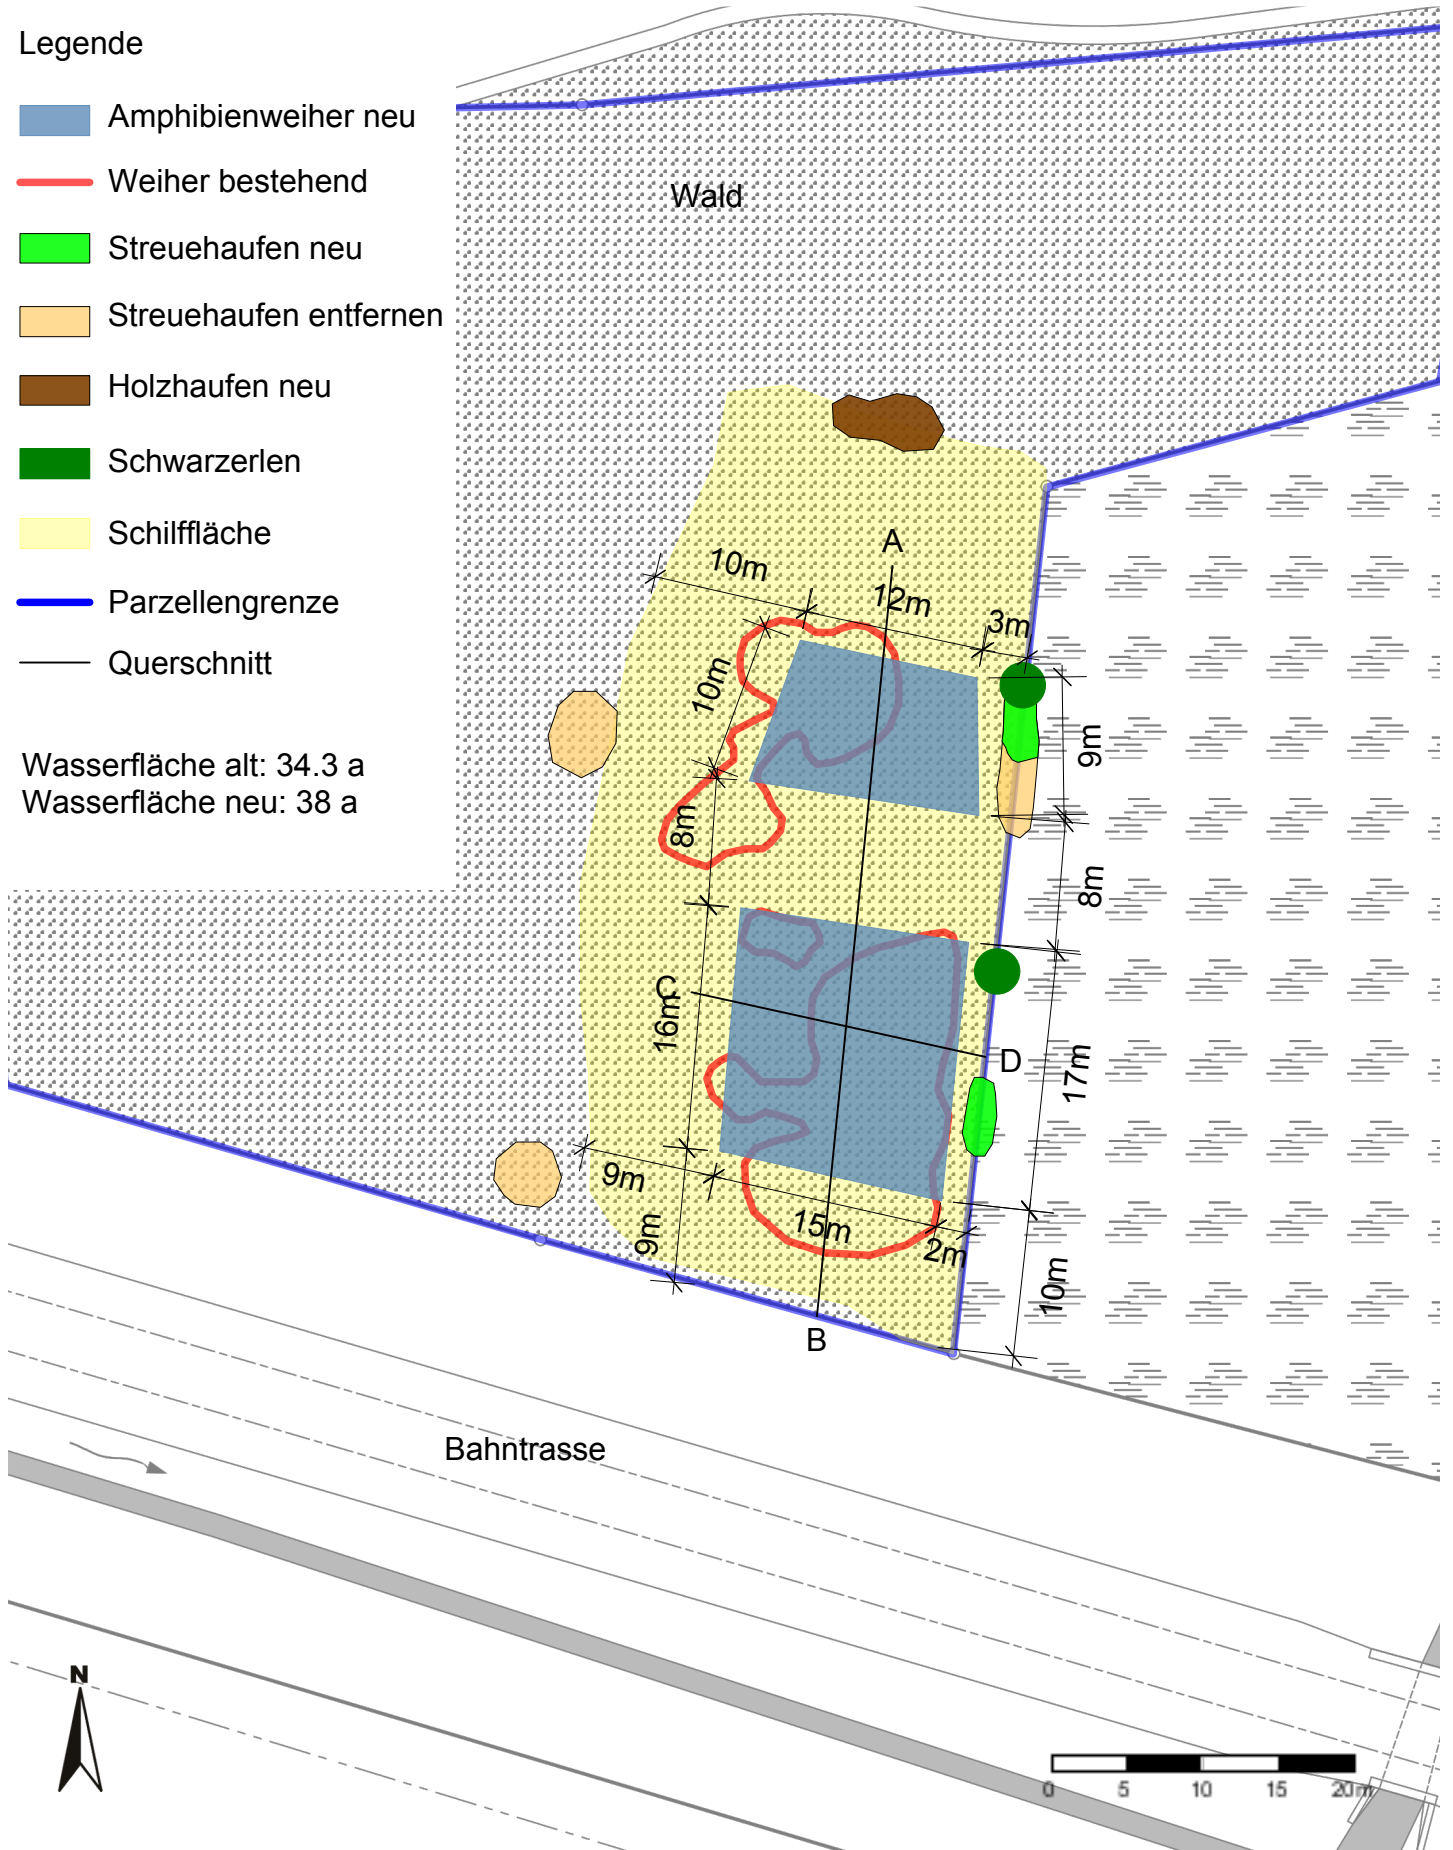 Legende
Amphibienweiher neu
Weiher bestehend
Streuehaufen neu
Streuehaufen entfernen
Holzhaufen neu
Schwarzerlen
Schilffläche
Parzellengrenze
Querschnitt
Wasserfläche alt: 34.3 a
Wasserfläche neu: 38 a
Wald
A
10m
12m
3m
10m
9m
8m
8m
C
16m
D
17m
9m
15m
2m
9m
10m
B
Bahntrasse
N
0 5 10 15 20m